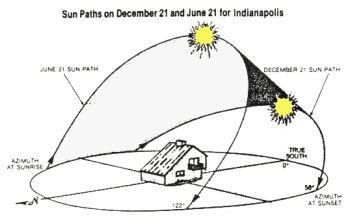 Sun Paths on December 21 and June 21 for Indianapolis
JUNE 21 SUN PATH
DECEMBER 21 SUN PATH
TRUE
SOUTH
0°
AZIMUTH
AT SUNRISE
58°
AZIMUTH
AT SUNSET
N
122°